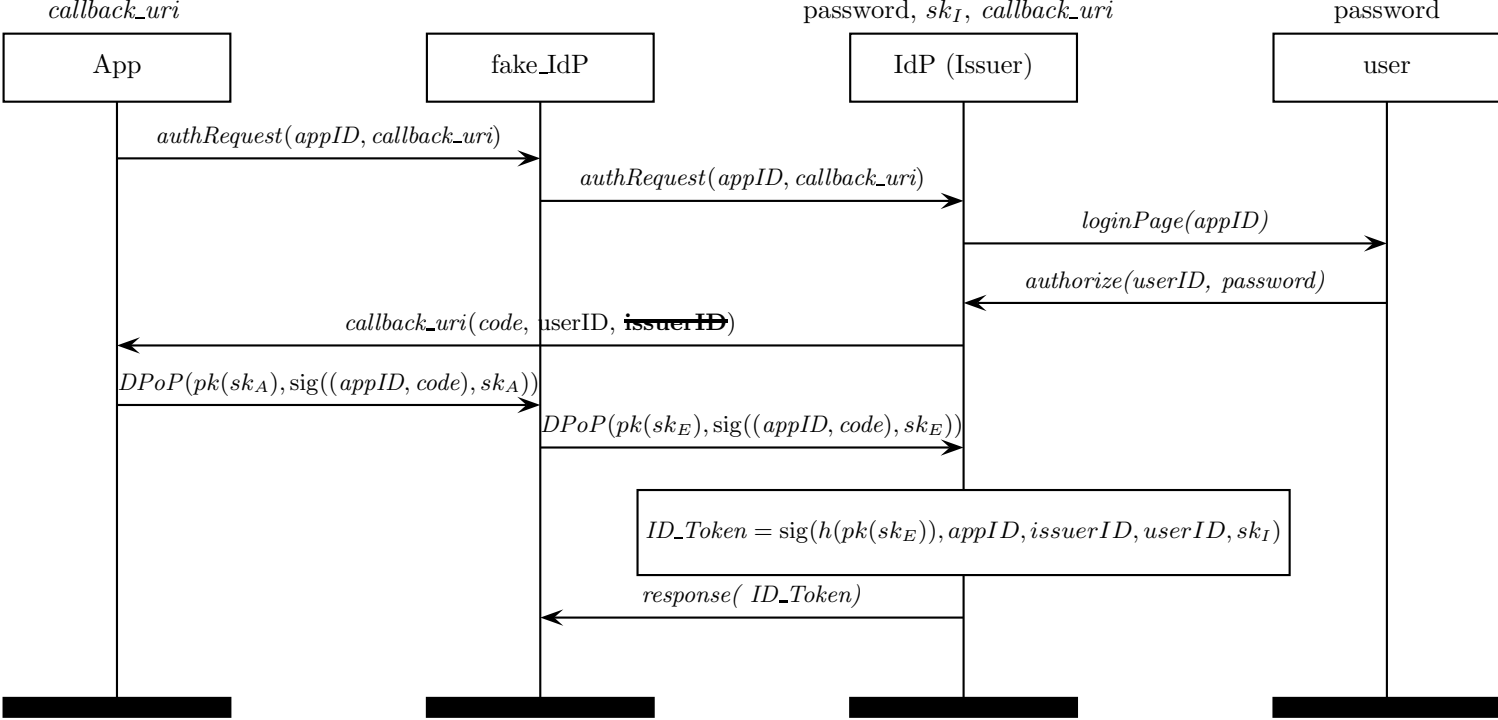 callback_uri
password, sk_I, callback_uri
password
App
fake_IdP
IdP (Issuer)
user
authRequest(appID, callback_uri)
authRequest(appID, callback_uri)
loginPage(appID)
authorize(userID, password)
callback_uri(code, userID, issuerID)
DPoP(pk(sk_A), sig((appID, code), sk_A))
DPoP(pk(sk_E), sig((appID, code), sk_E))
ID_Token = sig(h(pk(sk_E)), appID, issuerID, userID, sk_I)
response( ID_Token)